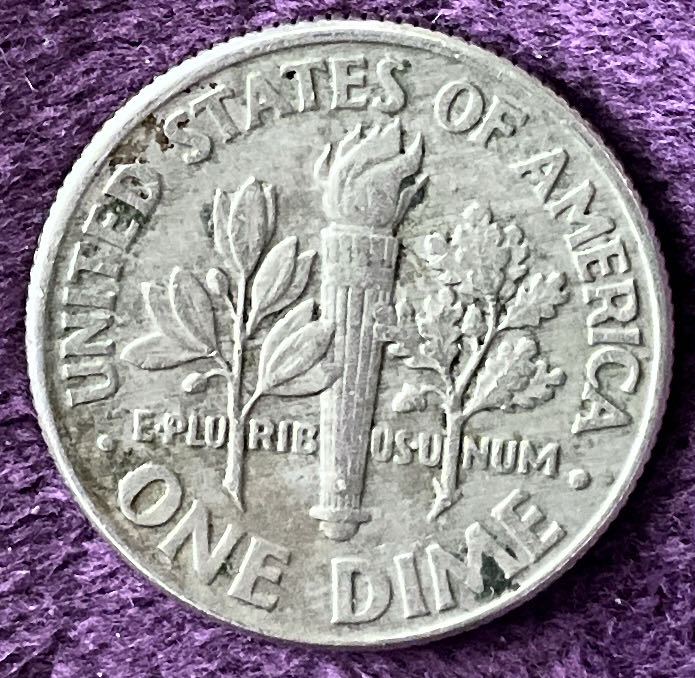 UNITED STATES OF AMERICA
E·PLURIBUS·UNUM
· ONE DIME ·